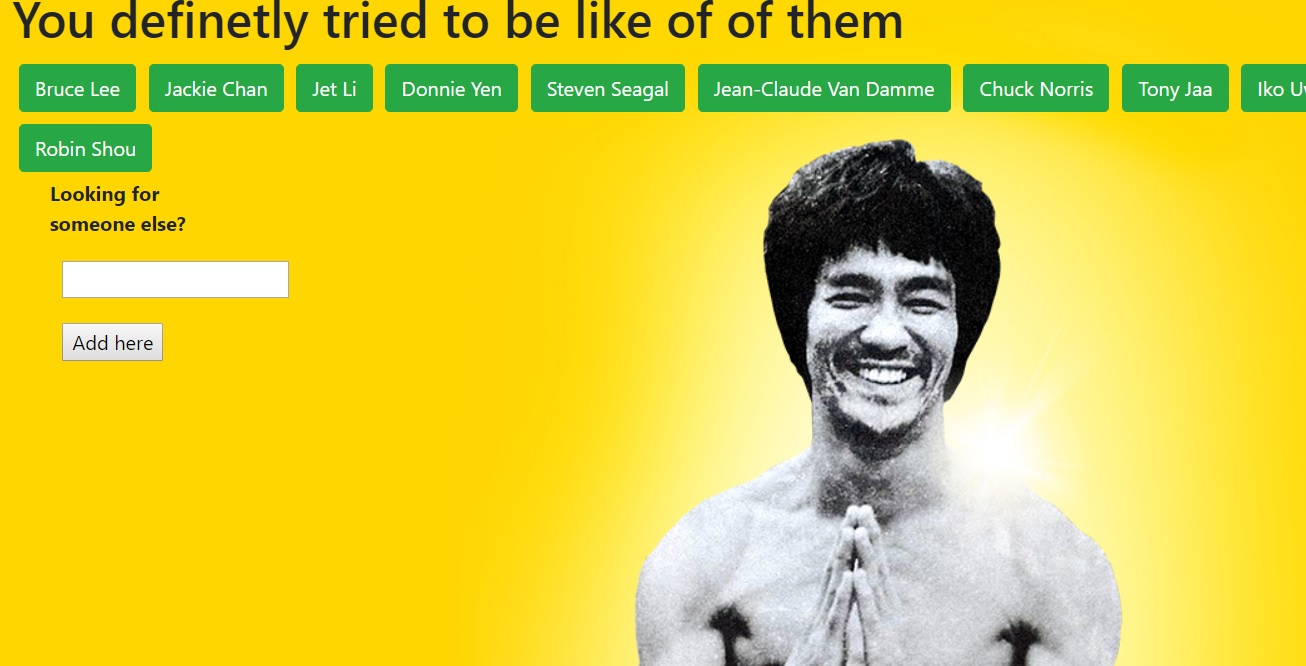 You definetly tried to be like of of them
Bruce Lee Jackie Chan Jet Li Donnie Yen Steven Seagal Jean-Claude Van Damme Chuck Norris Tony Jaa Iko
Robin Shou
Looking for
someone else?
Add here